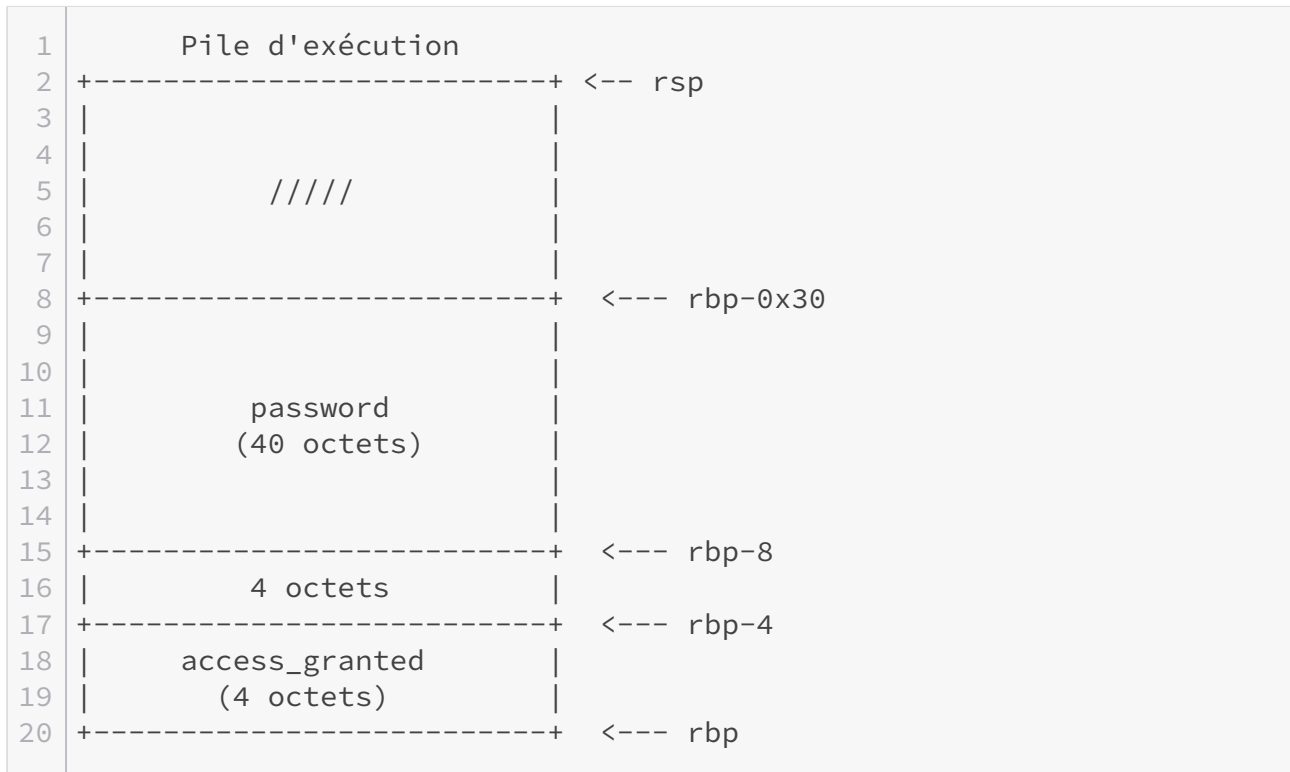 1        Pile d'exécution
2  +---------------------------+ <-- rsp
3  |                           |
4  |                           |
5  |           /////           |
6  |                           |
7  |                           |
8  +---------------------------+  <--- rbp-0x30
9  |                           |
10 |                           |
11 |          password         |
12 |         (40 octets)       |
13 |                           |
14 |                           |
15 +---------------------------+  <--- rbp-8
16 |          4 octets         |
17 +---------------------------+  <--- rbp-4
18 |      access_granted       |
19 |        (4 octets)         |
20 +---------------------------+  <--- rbp